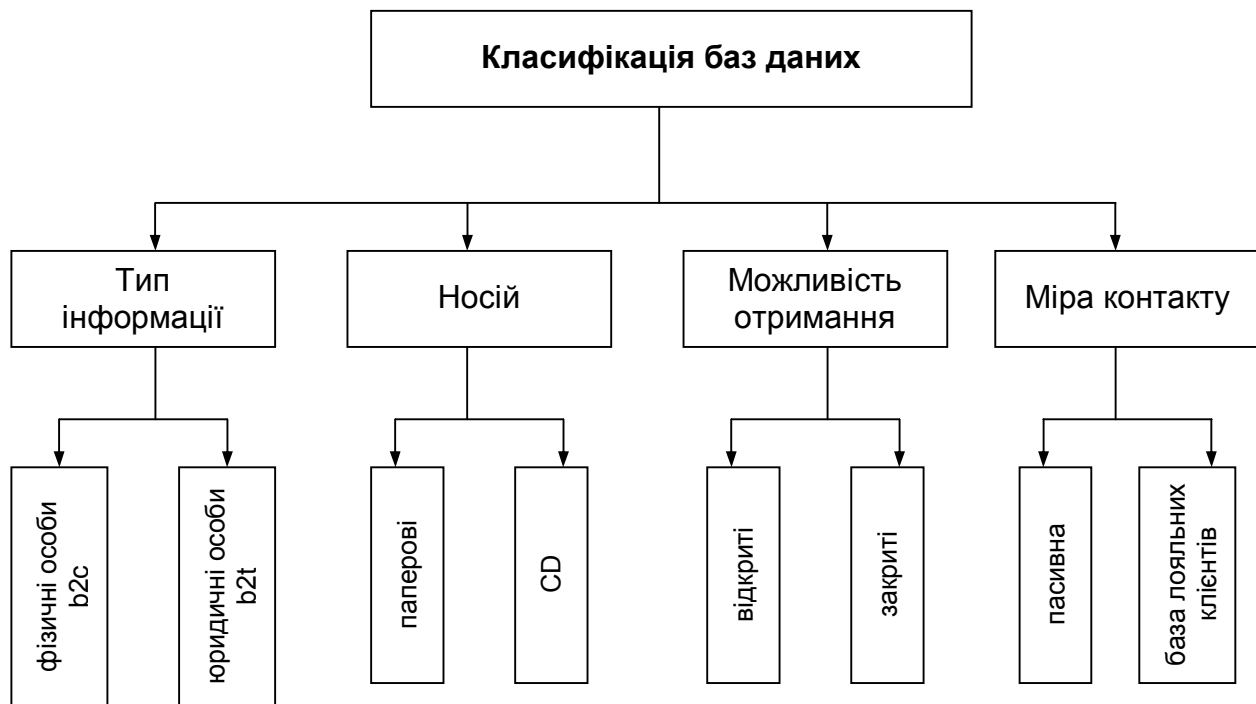 Класифікація баз даних
Тип
інформації
Носій
Можливість
отримання
Міра контакту
фізичні особи
b2c
юридичні особи
b2t
паперові
CD
відкриті
закриті
пасивна
база лояльних
клієнтів